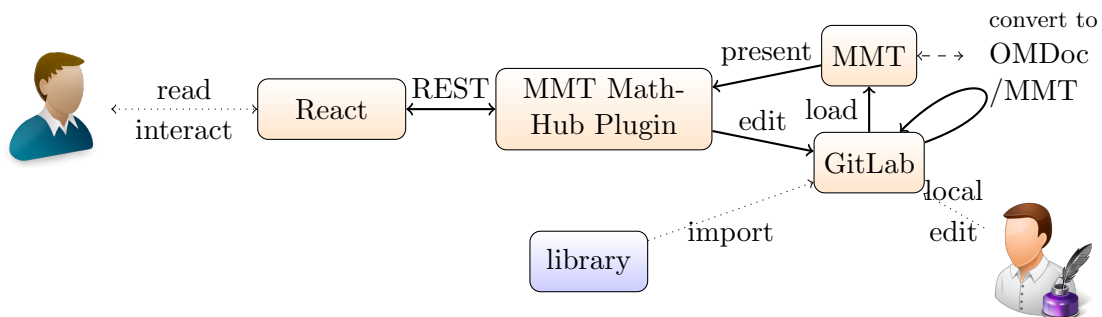 convert to
present
MMT
OMDoc
read
REST
MMT Math-
/MMT
React
Hub Plugin
edit
load
interact
GitLab
local
import
edit
library